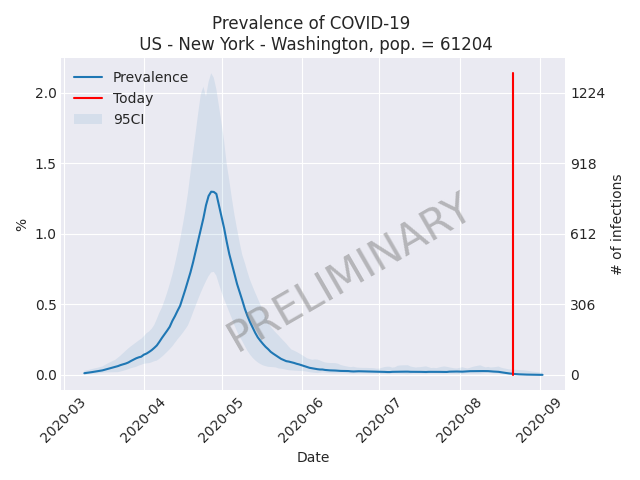 Prevalence of COVID-19
US - New York - Washington, pop. = 61204
Prevalence
Today
95CI
2.0
1.5
1.0
0.5
0.0
%
1224
918
612
306
0
# of infections
PRELIMINARY
2020-03
2020-04
2020-05
2020-06
2020-07
2020-08
2020-09
Date